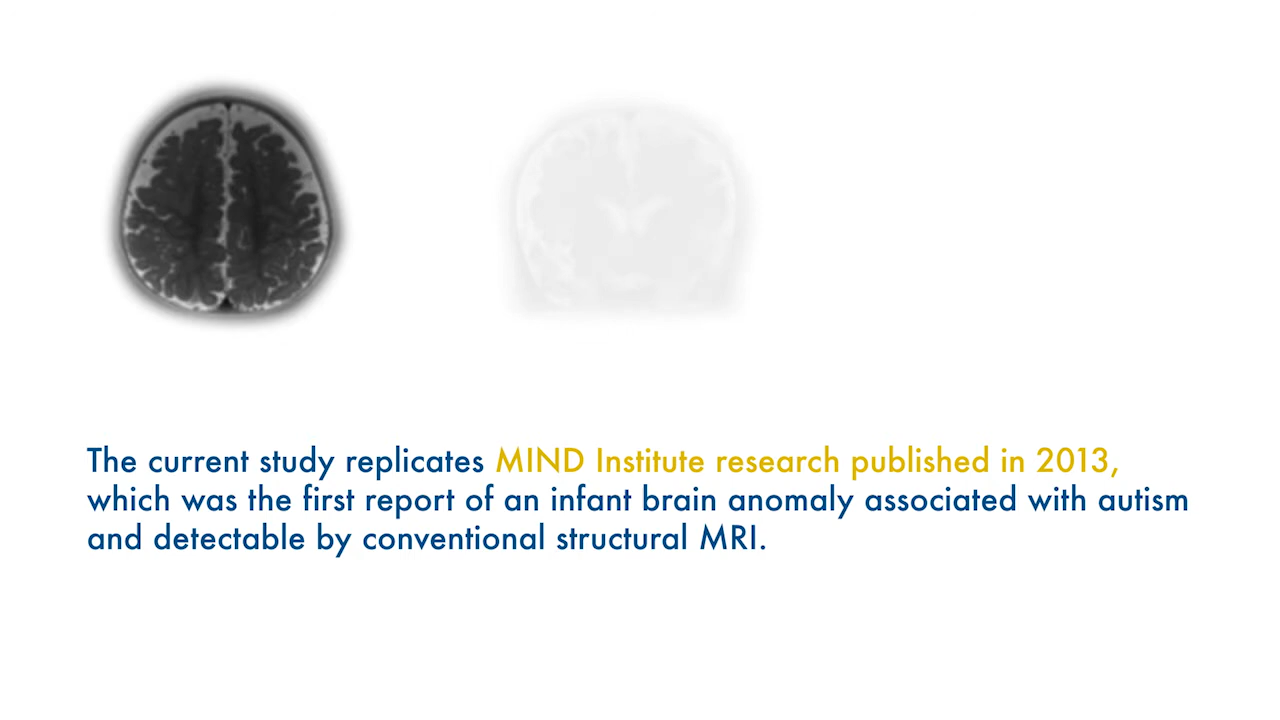 The current study replicates MIND Institute research published in 2013,
which was the first report of an infant brain anomaly associated with autism
and detectable by conventional structural MRI.